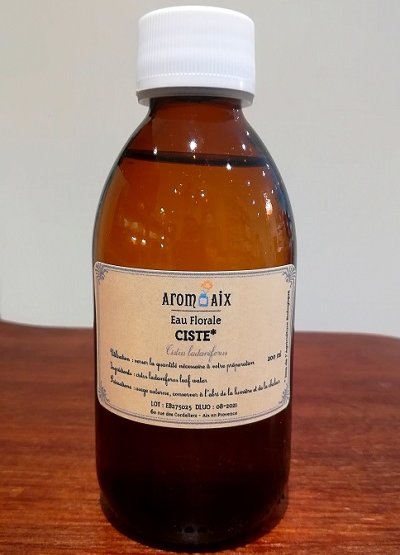 AROM AIX
Eau Florale
CISTE*
Cistus ladaniferus
Utilisation : verser la quantité nécessaire à votre préparation
200 ml
Ingrédients : cistus ladaniferus leaf water
Précautions : usage externe, conserver à l'abri de la lumière et de la chaleur
LOT : EB275025 DLUO : 08-2021
60 rue des Cordeliers - Aix en Provence